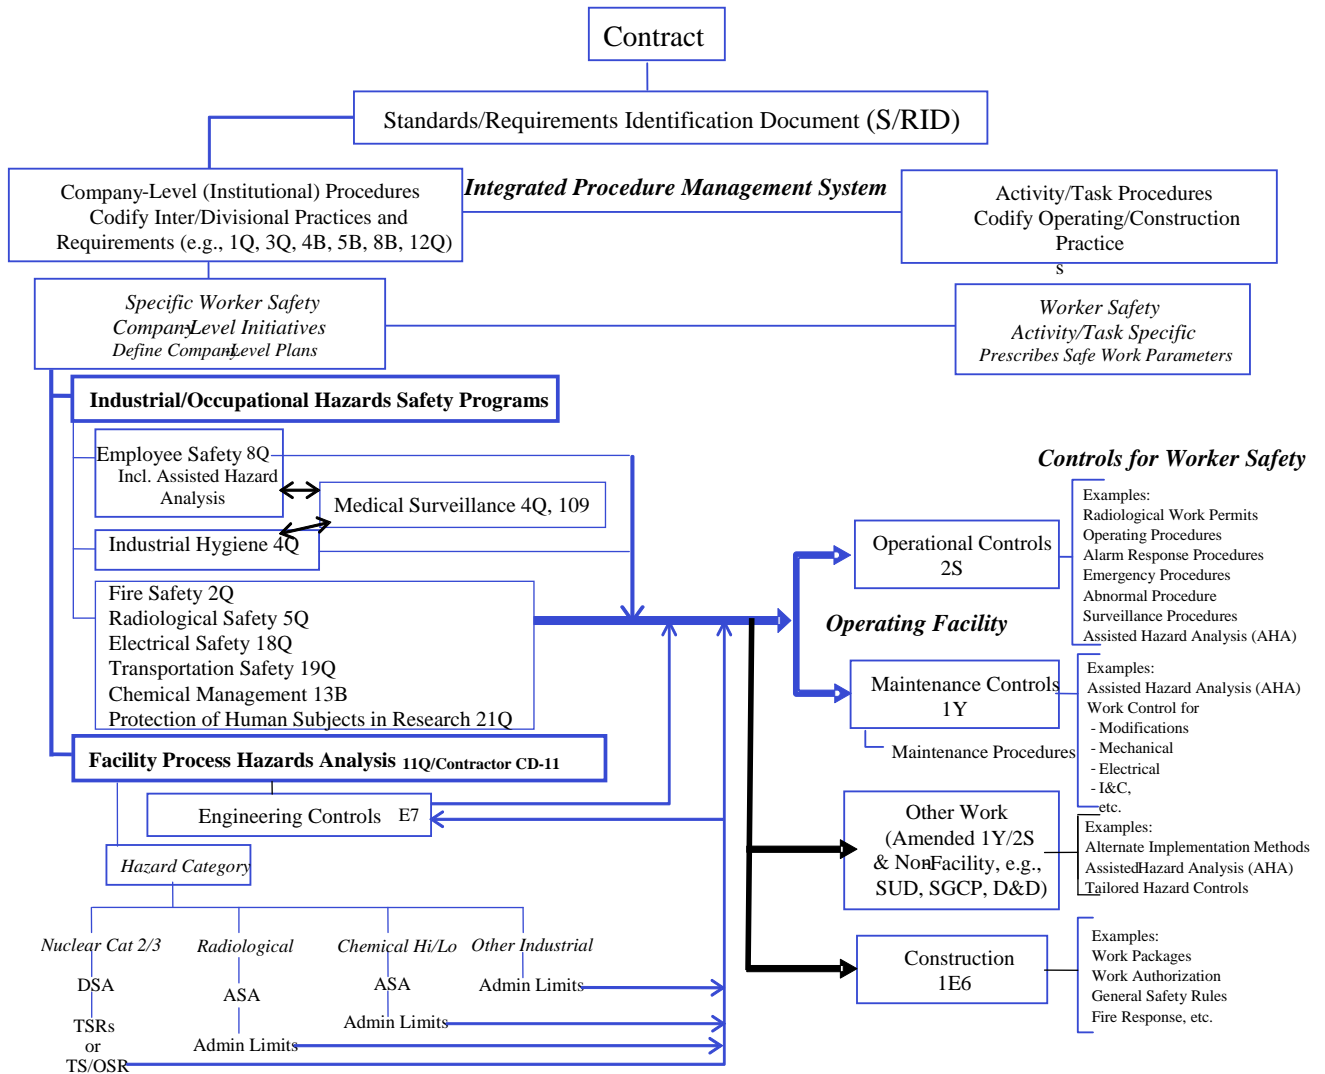 Contract
Standards/Requirements Identification Document (S/RID)
Company-Level (Institutional) Procedures
Codify Inter/Divisional Practices and
Requirements (e.g., 1Q, 3Q, 4B, 5B, 8B, 12Q)
Integrated Procedure Management System
Activity/Task Procedures
Codify Operating/Construction
Practice
s
Specific Worker Safety
Company-Level Initiatives
Define Company-Level Plans
Worker Safety
Activity/Task Specific
Prescribes Safe Work Parameters
Industrial/Occupational Hazards Safety Programs
Employee Safety 8Q
Incl. Assisted Hazard
Analysis
Medical Surveillance 4Q, 109
Industrial Hygiene 4Q
Fire Safety 2Q
Radiological Safety 5Q
Electrical Safety 18Q
Transportation Safety 19Q
Chemical Management 13B
Protection of Human Subjects in Research 21Q
Facility Process Hazards Analysis 11Q/Contractor CD-11
Engineering Controls E7
Hazard Category
Nuclear Cat 2/3
DSA
TSRs
or
TS/OSR
Radiological
ASA
Admin Limits
Chemical Hi/Lo
ASA
Admin Limits
Other Industrial
Admin Limits
Controls for Worker Safety
Operating Facility
Operational Controls
2S
Examples:
Radiological Work Permits
Operating Procedures
Alarm Response Procedures
Emergency Procedures
Abnormal Procedure
Surveillance Procedures
Assisted Hazard Analysis (AHA)
Maintenance Controls
1Y
Maintenance Procedures
Examples:
Assisted Hazard Analysis (AHA)
Work Control for
- Modifications
- Mechanical
- Electrical
- I&C,
etc.
Other Work
(Amended 1Y/2S
& Non-Facility, e.g.,
SUD, SGCP, D&D)
Examples:
Alternate Implementation Methods
Assisted Hazard Analysis (AHA)
Tailored Hazard Controls
Construction
1E6
Examples:
Work Packages
Work Authorization
General Safety Rules
Fire Response, etc.